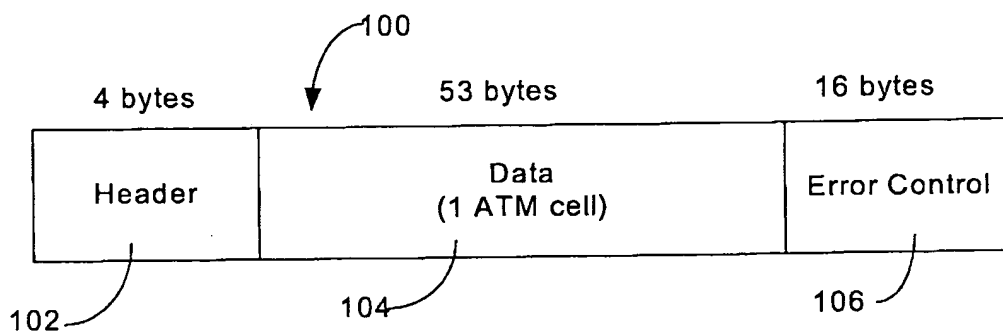 100
4 bytes
53 bytes
16 bytes
Header
Data
(1 ATM cell)
Error Control
102
104
106